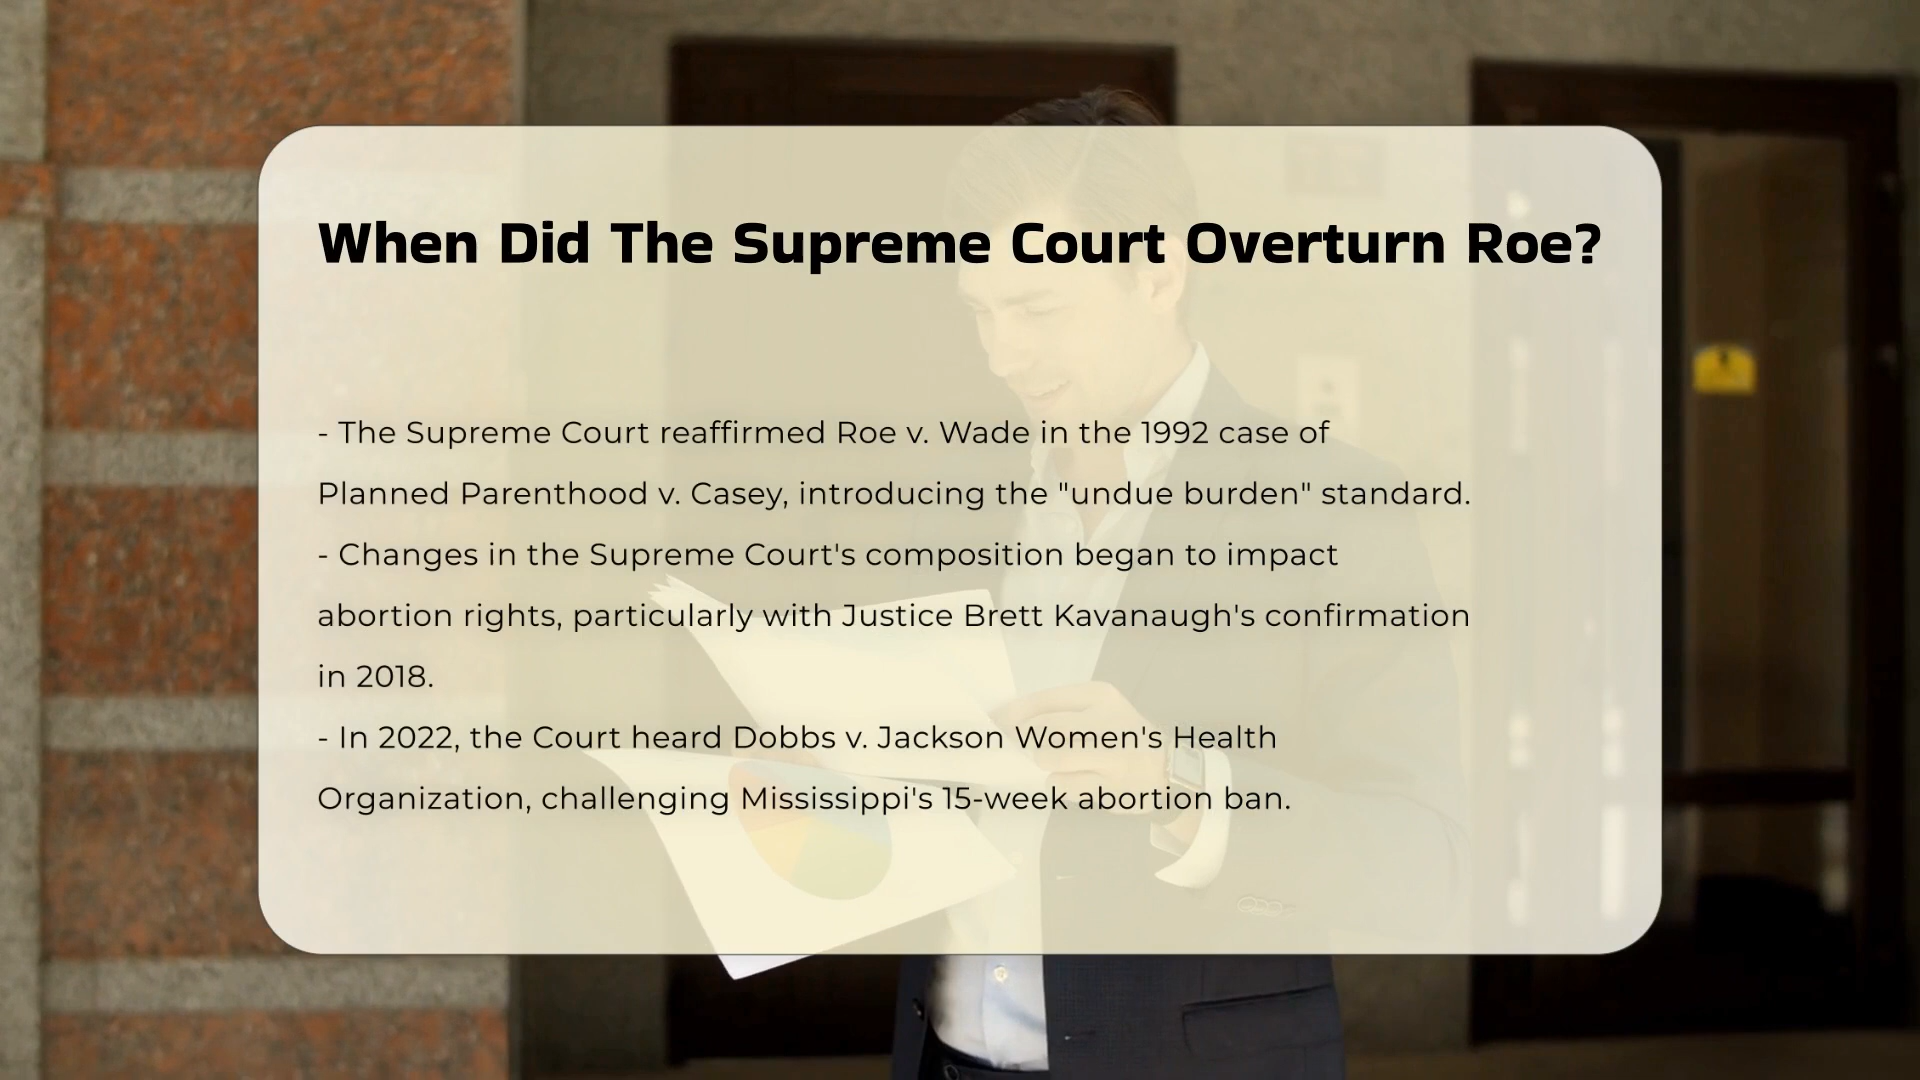 When Did The Supreme Court Overturn Roe?
- The Supreme Court reaffirmed Roe v. Wade in the 1992 case of
Planned Parenthood v. Casey, introducing the "undue burden" standard.
- Changes in the Supreme Court's composition began to impact
abortion rights, particularly with Justice Brett Kavanaugh's confirmation
in 2018.
- In 2022, the Court heard Dobbs v. Jackson Women's Health
Organization, challenging Mississippi's 15-week abortion ban.